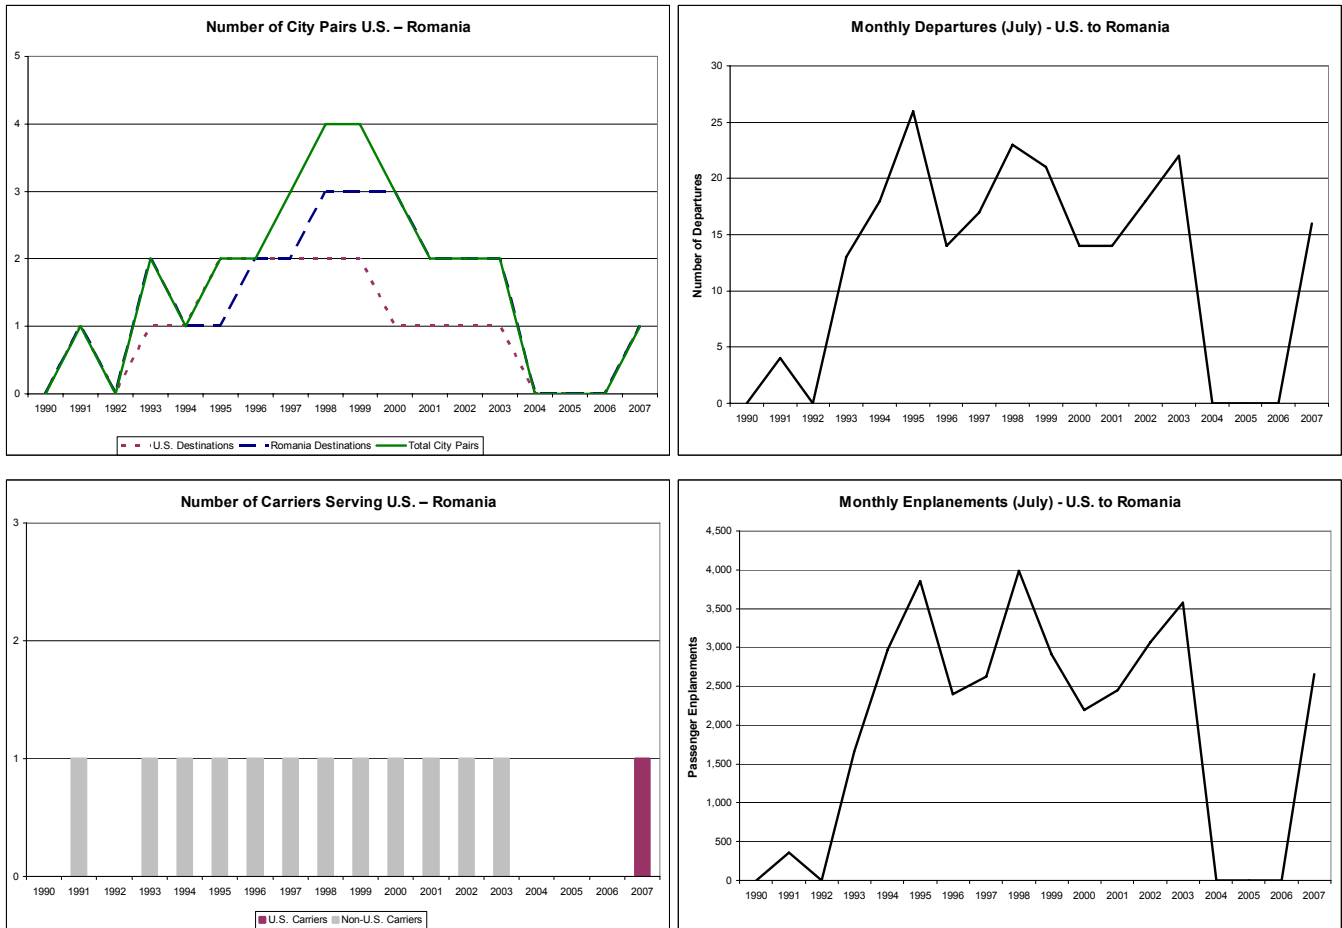 Number of City Pairs U.S. – Romania
5
4
3
2
1
0
1990 1991 1992 1993 1994 1995 1996 1997 1998 1999 2000 2001 2002 2003 2004 2005 2006 2007
U.S. Destinations Romania Destinations Total City Pairs
Monthly Departures (July) - U.S. to Romania
Number of Departures
30
25
20
15
10
5
0
1990 1991 1992 1993 1994 1995 1996 1997 1998 1999 2000 2001 2002 2003 2004 2005 2006 2007
Number of Carriers Serving U.S. – Romania
3
2
1
0
1990 1991 1992 1993 1994 1995 1996 1997 1998 1999 2000 2001 2002 2003 2004 2005 2006 2007
U.S. Carriers Non-U.S. Carriers
Monthly Enplanements (July) - U.S. to Romania
Passenger Enplanements
4,500
4,000
3,500
3,000
2,500
2,000
1,500
1,000
500
0
1990 1991 1992 1993 1994 1995 1996 1997 1998 1999 2000 2001 2002 2003 2004 2005 2006 2007